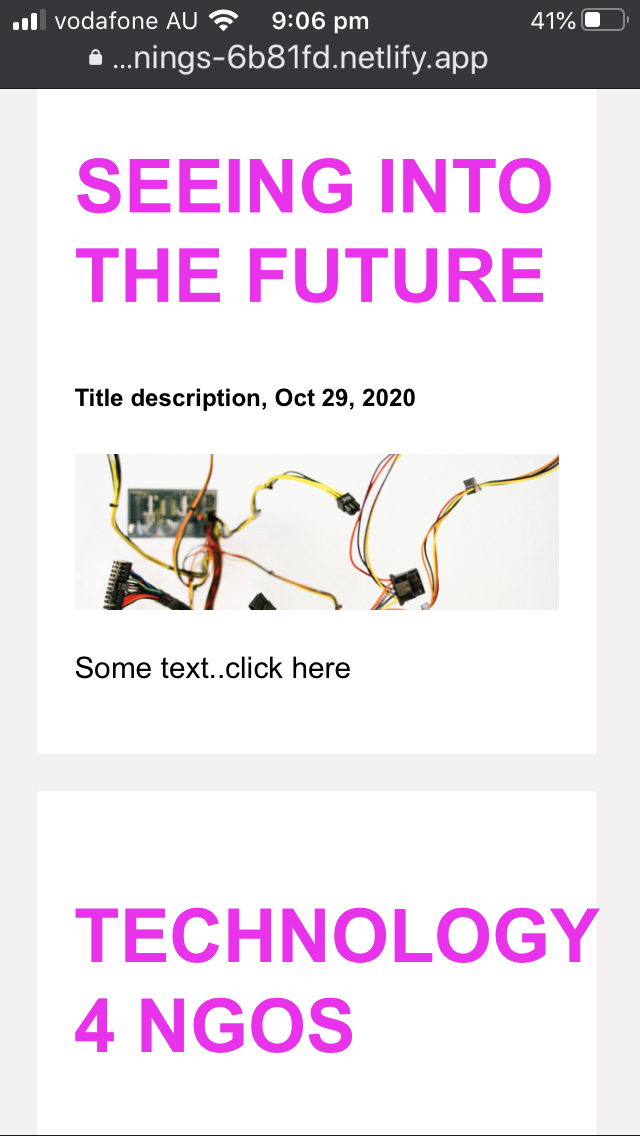 vodafone AU 9:06 pm 41%
...nings-6b81fd.netlify.app
SEEING INTO
THE FUTURE
Title description, Oct 29, 2020
Some text..click here
TECHNOLOGY
4 NGOS